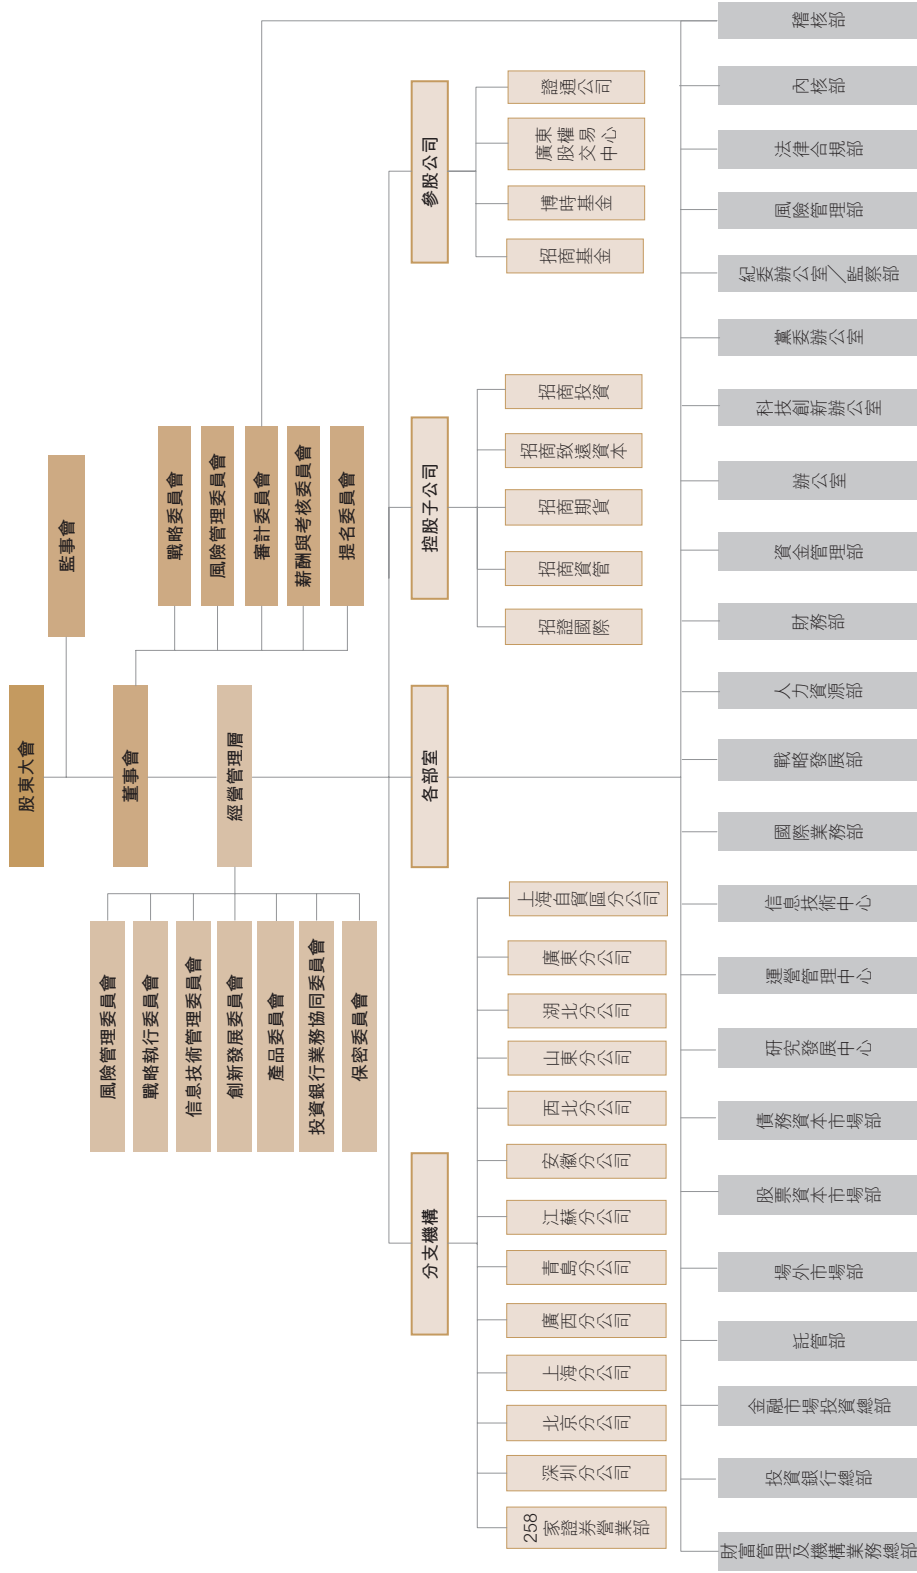 股東大會
監事會
董事會
戰略委員會
風險管理委員會
審計委員會
薪酬與考核委員會
提名委員會
經營管理層
風險管理委員會
戰略執行委員會
信息技術管理委員會
創新發展委員會
產品委員會
投資銀行業務協同委員會
保密委員會
分支機構
各部室
控股子公司
參股公司
258
家證券營業部
深圳分公司
北京分公司
上海分公司
廣西分公司
青島分公司
江蘇分公司
安徽分公司
西北分公司
山東分公司
湖北分公司
廣東分公司
上海自貿區分公司
招證國際
招商資管
招商期貨
招商致遠資本
招商投資
招商基金
博時基金
廣東
股權
交易
中心
證通公司
財富管理及機構業務總部
投資銀行總部
金融市場投資總部
託管部
場外市場部
股票資本市場部
債務資本市場部
研究發展中心
運營管理中心
信息技術中心
國際業務部
戰略發展部
人力資源部
財務部
資金管理部
辦公室
科技創新辦公室
黨委辦公室
紀委辦公室／監察部
風險管理部
法律合規部
內核部
稽核部